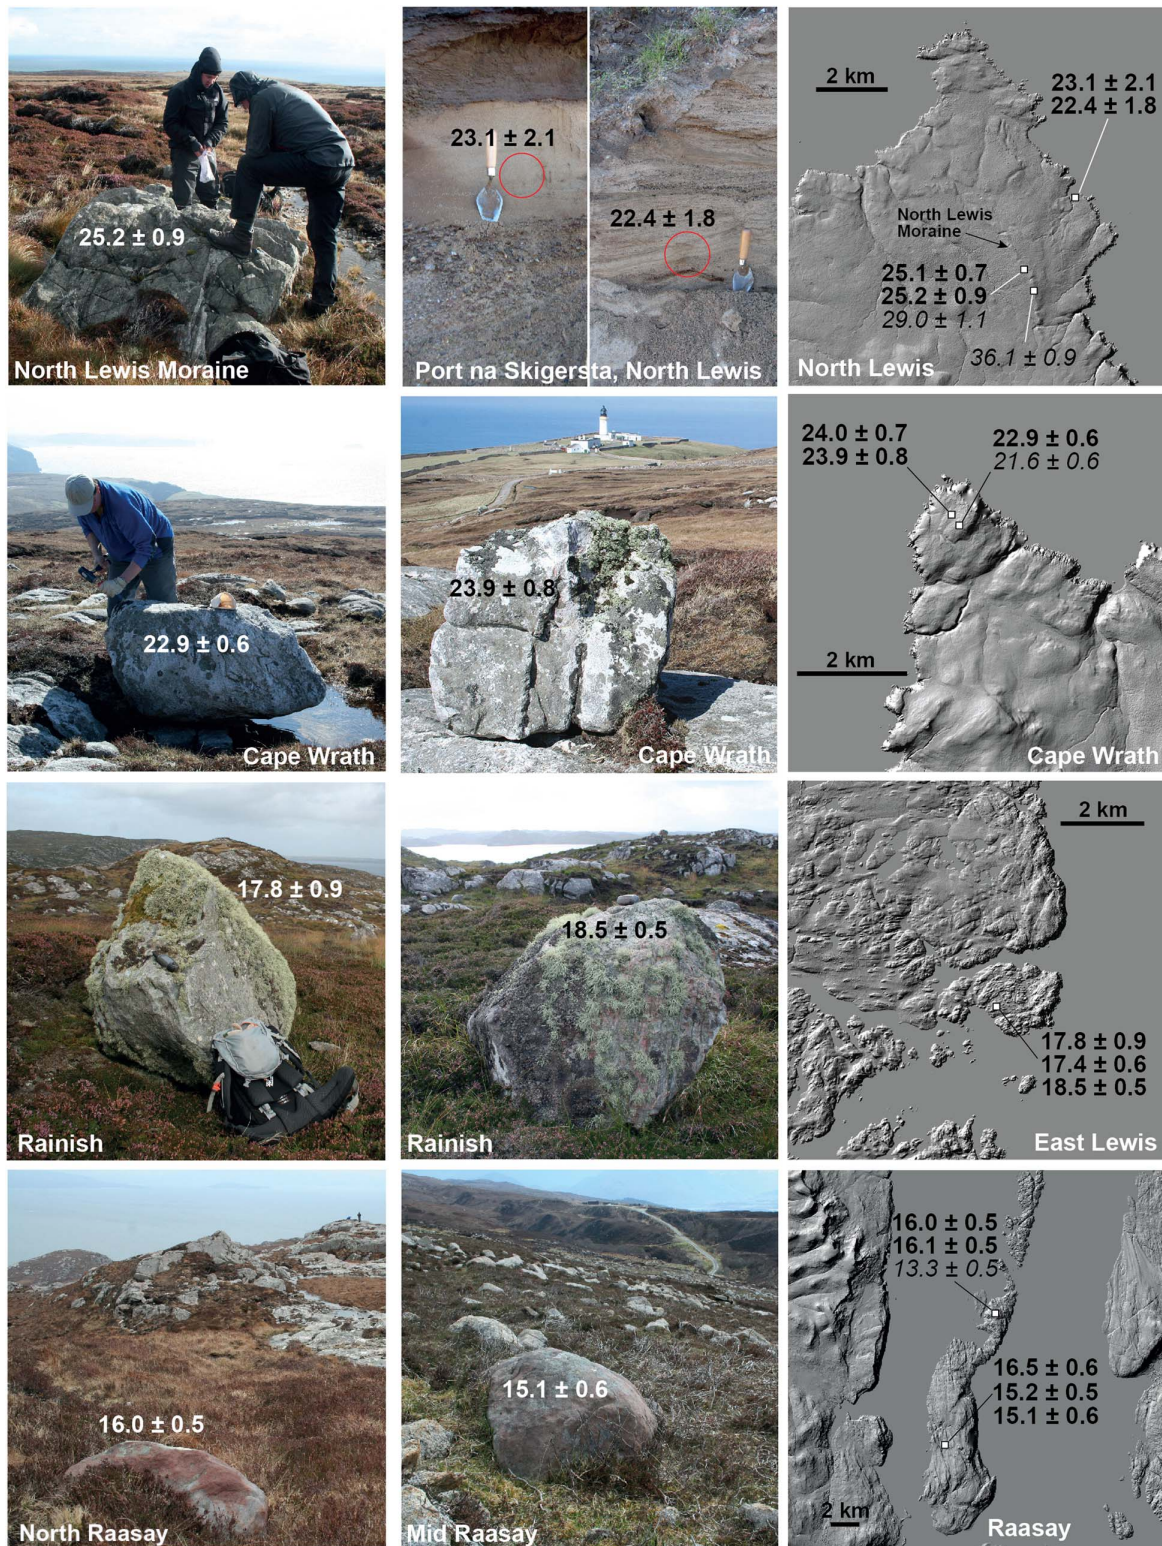 25.2 ± 0.9
North Lewis Moraine
23.1 ± 2.1
22.4 ± 1.8
Port na Skigersta, North Lewis
2 km
23.1 ± 2.1
22.4 ± 1.8
North Lewis
Moraine
25.1 ± 0.7
25.2 ± 0.9
29.0 ± 1.1
36.1 ± 0.9
North Lewis
22.9 ± 0.6
Cape Wrath
23.9 ± 0.8
Cape Wrath
24.0 ± 0.7
23.9 ± 0.8
22.9 ± 0.6
21.6 ± 0.6
2 km
Cape Wrath
17.8 ± 0.9
Rainish
18.5 ± 0.5
Rainish
2 km
17.8 ± 0.9
17.4 ± 0.6
18.5 ± 0.5
East Lewis
16.0 ± 0.5
North Raasay
15.1 ± 0.6
Mid Raasay
16.0 ± 0.5
16.1 ± 0.5
13.3 ± 0.5
16.5 ± 0.6
15.2 ± 0.5
15.1 ± 0.6
2 km
Raasay